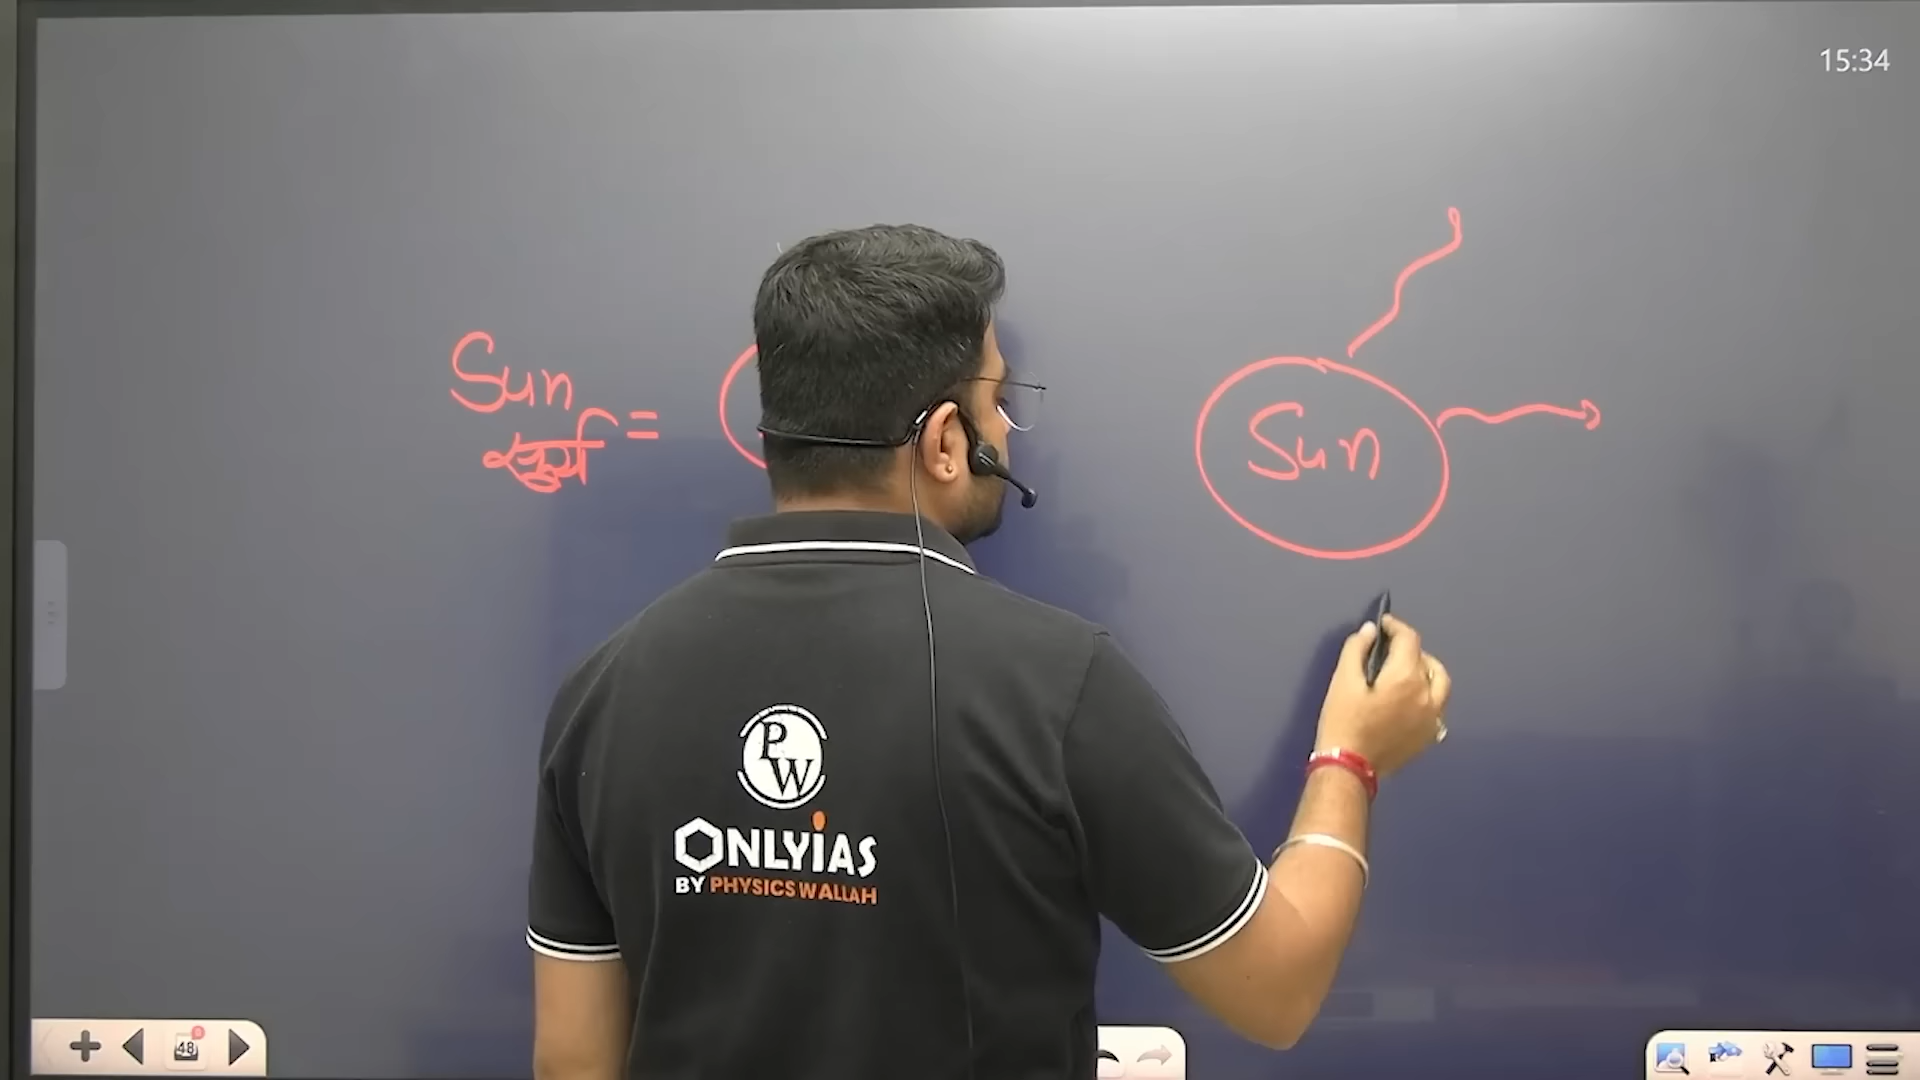 15:34
Sun
सूर्य =
Sun
PW
ONLYIAS
BY PHYSICS WALLAH
48